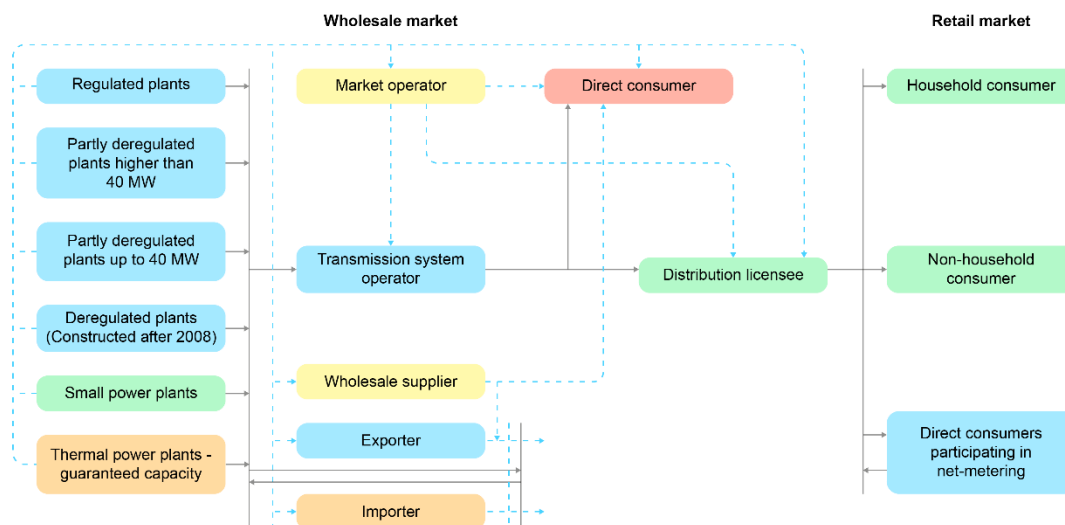 Wholesale market
Retail market
Regulated plants
Market operator
Direct consumer
Household consumer
Partly deregulated
plants higher than
40 MW
Partly deregulated
plants up to 40 MW
Transmission system
operator
Distribution licensee
Non-household
consumer
Deregulated plants
(Constructed after 2008)
Small power plants
Wholesale supplier
Thermal power plants -
guaranteed capacity
Exporter
Direct consumers
participating in
net-metering
Importer